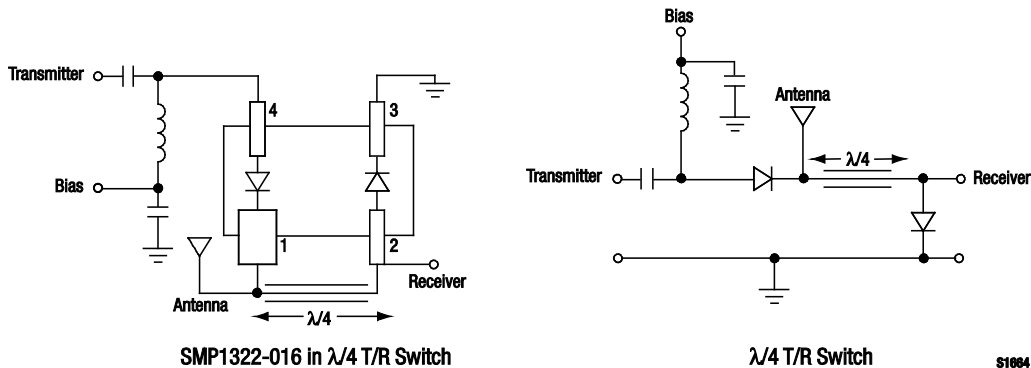 Transmitter
4
3
Bias
1
2
Receiver
Antenna
λ/4
SMP1322-016 in λ/4 T/R Switch
Bias
Antenna
λ/4
Transmitter
Receiver
λ/4 T/R Switch
S1664